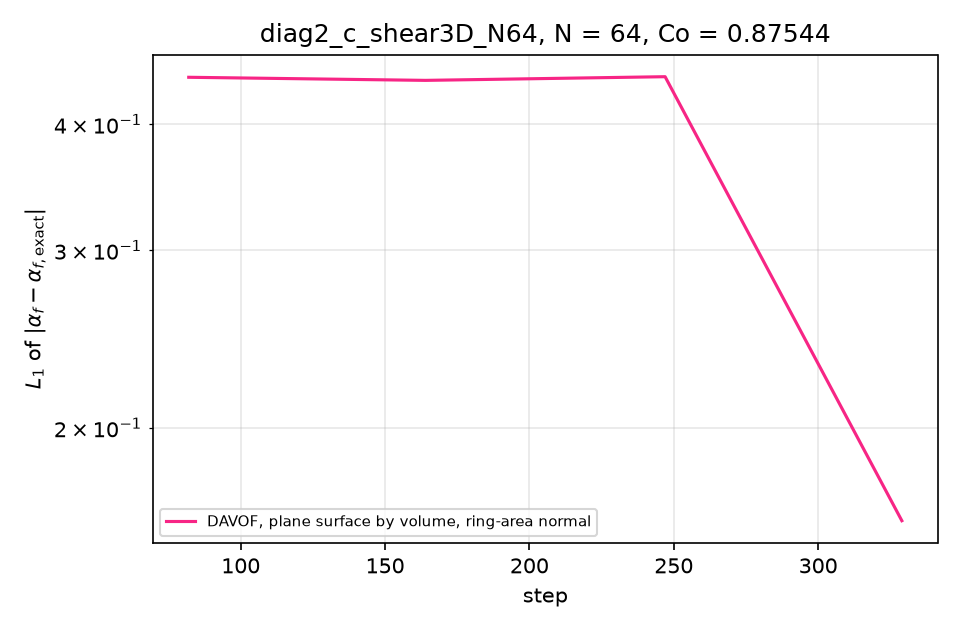 diag2_c_shear3D_N64, N = 64, Co = 0.87544
L₁ of |α_f − α_{f,exact}|
4 × 10⁻¹
3 × 10⁻¹
2 × 10⁻¹
DAVOF, plane surface by volume, ring-area normal
100 150 200 250 300
step